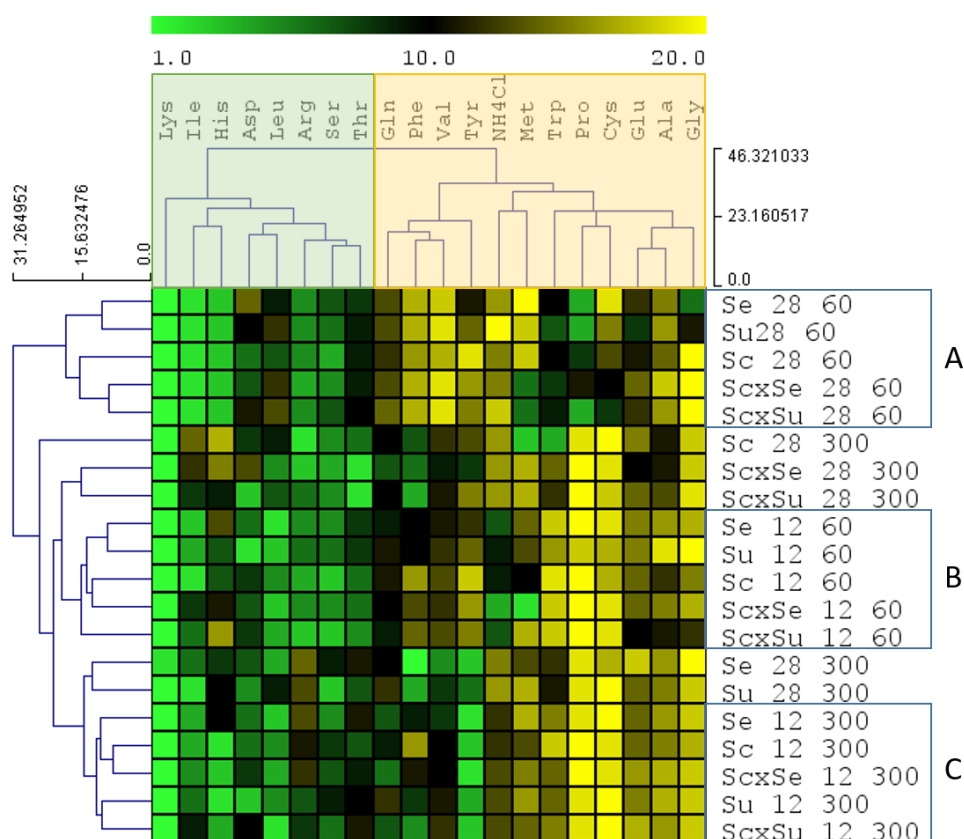 1.0 10.0 20.0
Lys Ile His Asp Leu Arg Ser Thr Gln Phe Val Tyr NH4Cl Met Trp Pro Cys Glu Ala Gly
46.321033
23.160517
0.0
31.264952 15.632476 0.0
Se 28 60
Su28 60
Sc 28 60
ScxSe 28 60
ScxSu 28 60
A
Sc 28 300
ScxSe 28 300
ScxSu 28 300
Se 12 60
Su 12 60
Sc 12 60
ScxSe 12 60
ScxSu 12 60
B
Se 28 300
Su 28 300
Se 12 300
Sc 12 300
ScxSe 12 300
Su 12 300
ScxSu 12 300
C